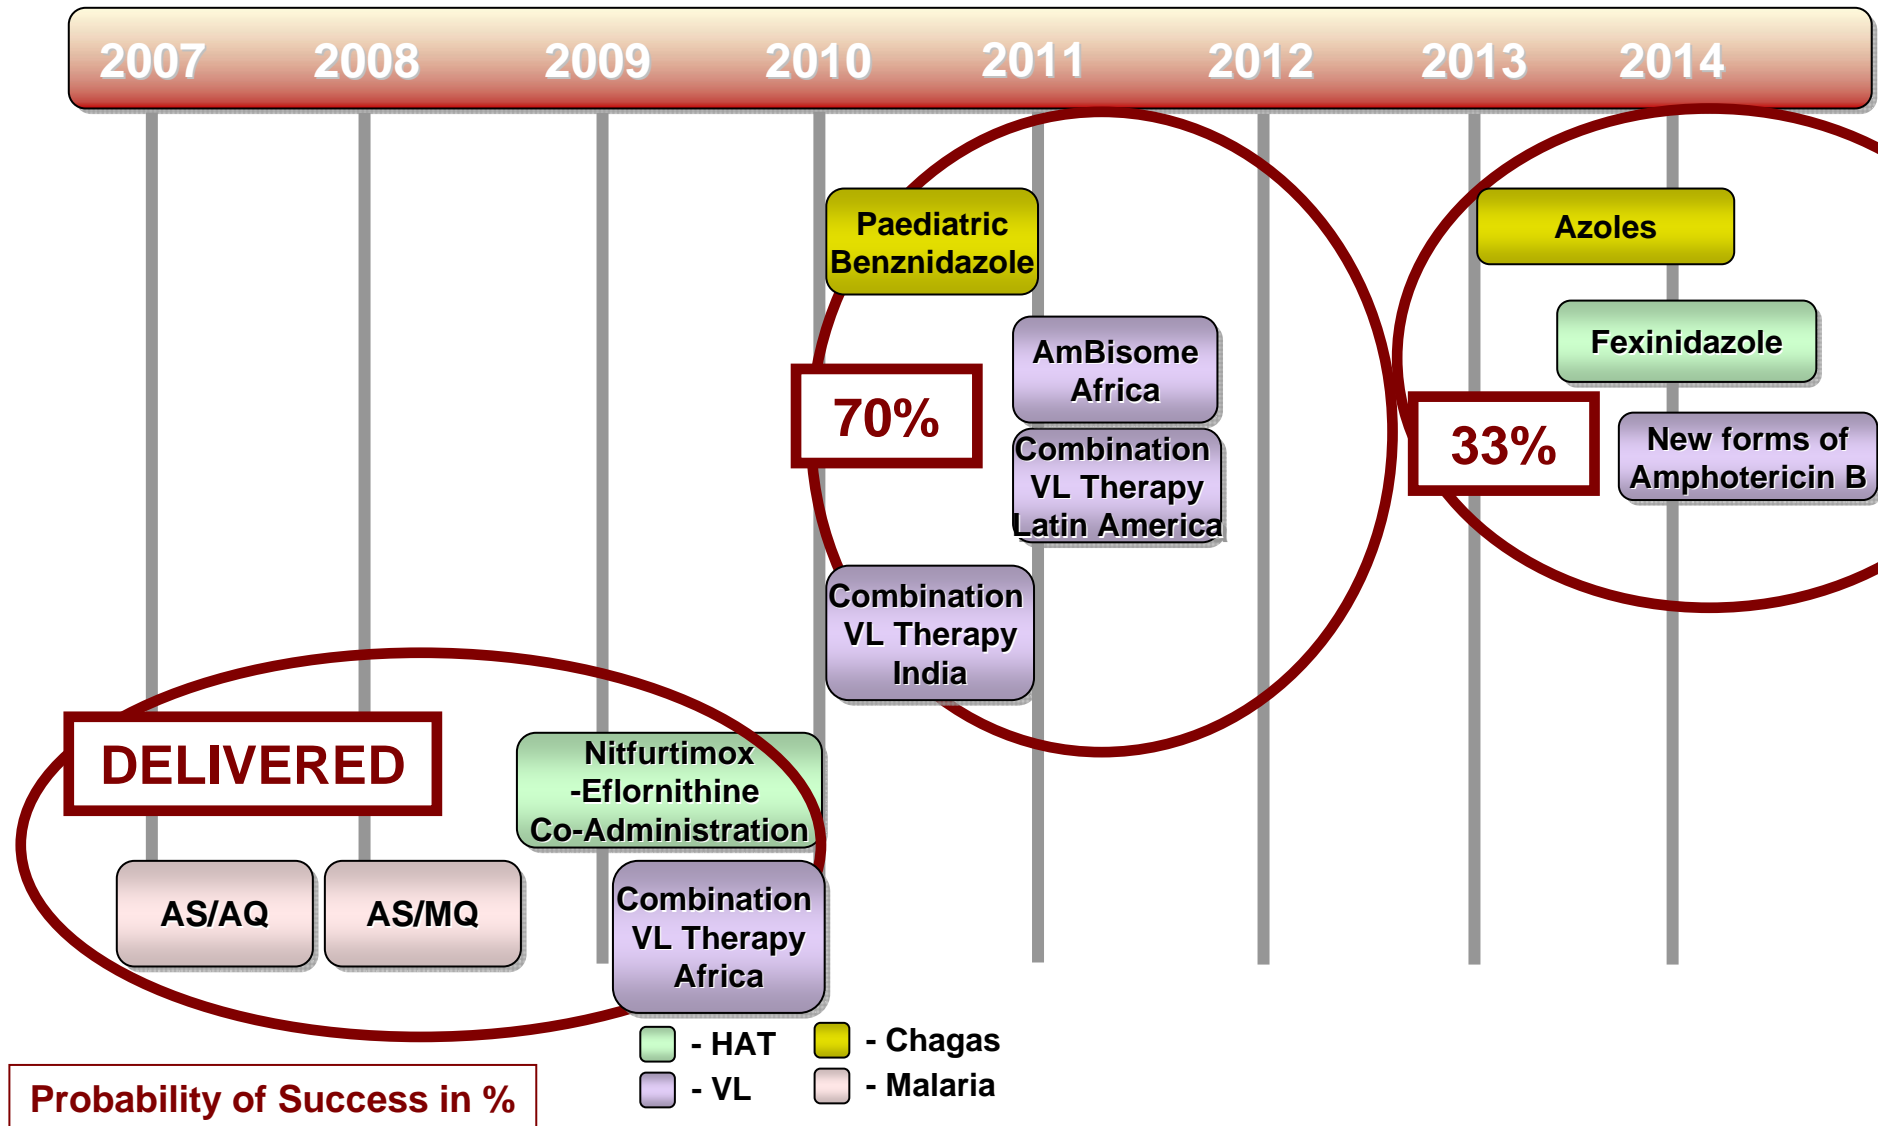 2007 2008 2009 2010 2011 2012 2013 2014
Paediatric
Benznidazole
Azoles
AmBisome
Africa
Fexinidazole
70%
33%
Combination
VL Therapy
Latin America
New forms of
Amphotericin B
Combination
VL Therapy
India
DELIVERED
Nitfurtimox
-Eflornithine
Co-Administration
AS/AQ
AS/MQ
Combination
VL Therapy
Africa
- HAT
- Chagas
- VL
- Malaria
Probability of Success in %